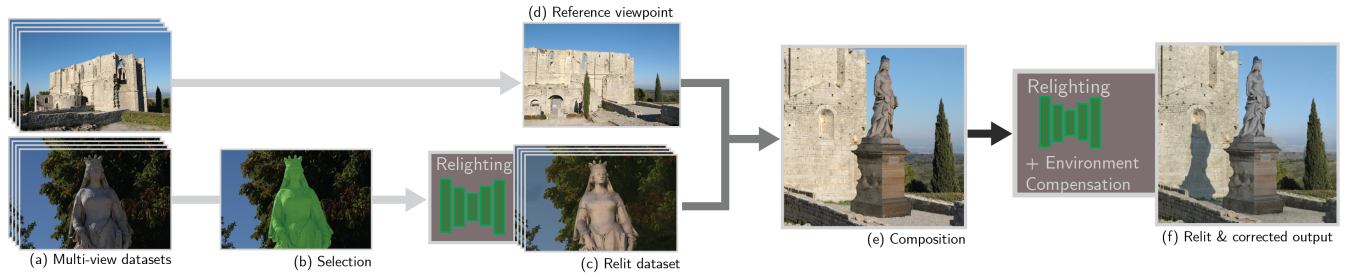 (d) Reference viewpoint
Relighting
Relighting
+ Environment
Compensation
(a) Multi-view datasets
(b) Selection
(c) Relit dataset
(e) Composition
(f) Relit & corrected output